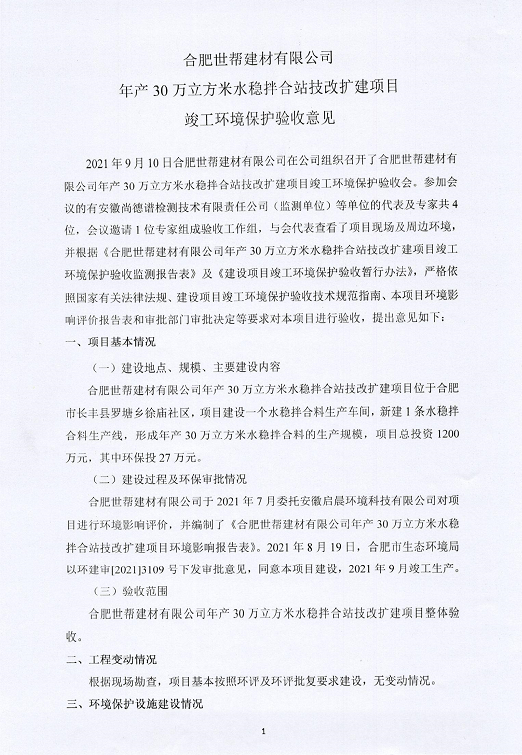 合肥世帮建材有限公司
年产 30 万立方米水稳拌合站技改扩建项目
竣工环境保护验收意见
2021 年 9 月 10 日合肥世帮建材有限公司在公司组织召开了合肥世帮建材有
限公司年产 30 万立方米水稳拌合站技改扩建项目竣工环境保护验收会。参加会
议的有安徽尚德谱检测技术有限责任公司（监测单位）等单位的代表及专家共 4
位，会议邀请 1 位专家组成验收工作组，与会代表查看了项目现场及周边环境，
并根据《合肥世帮建材有限公司年产 30 万立方米水稳拌合站技改扩建项目竣工
环境保护验收监测报告表》及《建设项目竣工环境保护验收暂行办法》，严格依
照国家有关法律法规、建设项目竣工环境保护验收技术规范指南、本项目环境影
响评价报告表和审批部门审批决定等要求对本项目进行验收，提出意见如下：
一、项目基本情况
（一）建设地点、规模、主要建设内容
合肥世帮建材有限公司年产 30 万立方米水稳拌合站技改扩建项目位于合肥
市长丰县罗塘乡徐庙社区，项目建设一个水稳拌合料生产车间，新建 1 条水稳拌
合料生产线，形成年产 30 万立方米水稳拌合料的生产规模，项目总投资 1200
万元，其中环保投 27 万元。
（二）建设过程及环保审批情况
合肥世帮建材有限公司于 2021 年 7 月委托安徽启晨环境科技有限公司对项
目进行环境影响评价，并编制了《合肥世帮建材有限公司年产 30 万立方米水稳
拌合站技改扩建项目环境影响报告表》。2021 年 8 月 19 日，合肥市生态环境局
以环建审[2021]3109 号下发审批意见，同意本项目建设，2021 年 9 月竣工生产。
（三）验收范围
合肥世帮建材有限公司年产 30 万立方米水稳拌合站技改扩建项目整体验
收。
二、工程变动情况
根据现场勘查，项目基本按照环评及环评批复要求建设，无变动情况。
三、环境保护设施建设情况
1